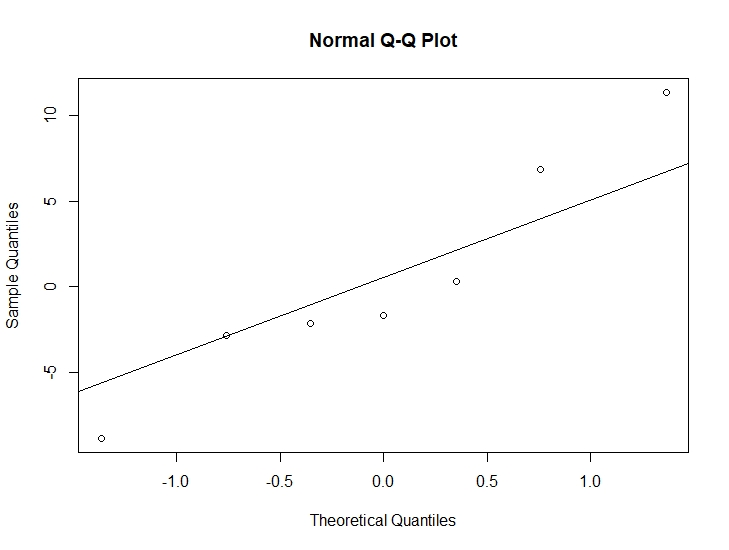 Normal Q-Q Plot
10
5
0
-5
Sample Quantiles
-1.0 -0.5 0.0 0.5 1.0
Theoretical Quantiles